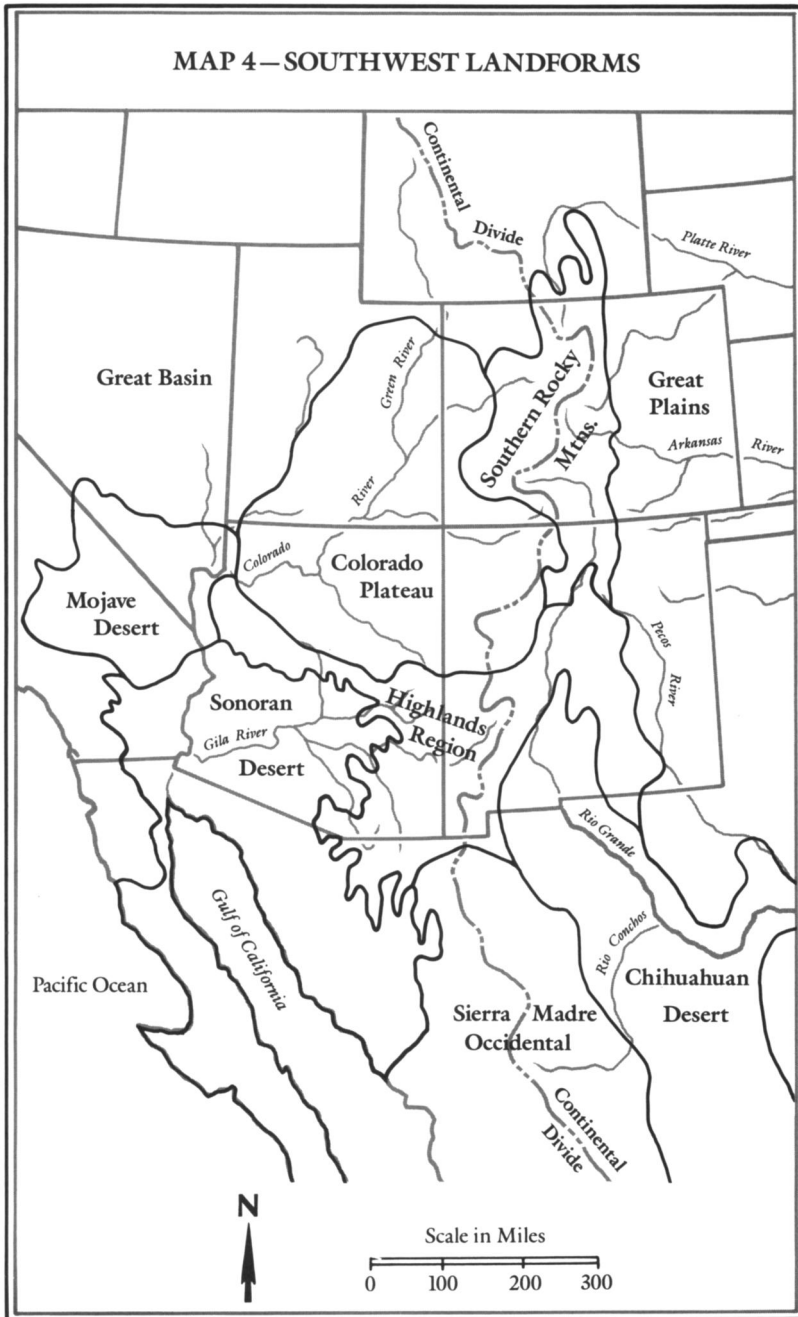 MAP 4—SOUTHWEST LANDFORMS
Continental
Divide
Platte River
Great Basin
Green River
Southern Rocky
Mtns.
Great
Plains
Arkansas River
River
Colorado
Colorado
Plateau
Mojave
Desert
Pecos
River
Sonoran
Highlands
Region
Gila River
Desert
Rio Grande
Gulf of California
Rio Conchos
Pacific Ocean
Chihuahuan
Desert
Sierra Madre
Occidental
Continental
Divide
N
Scale in Miles
0 100 200 300